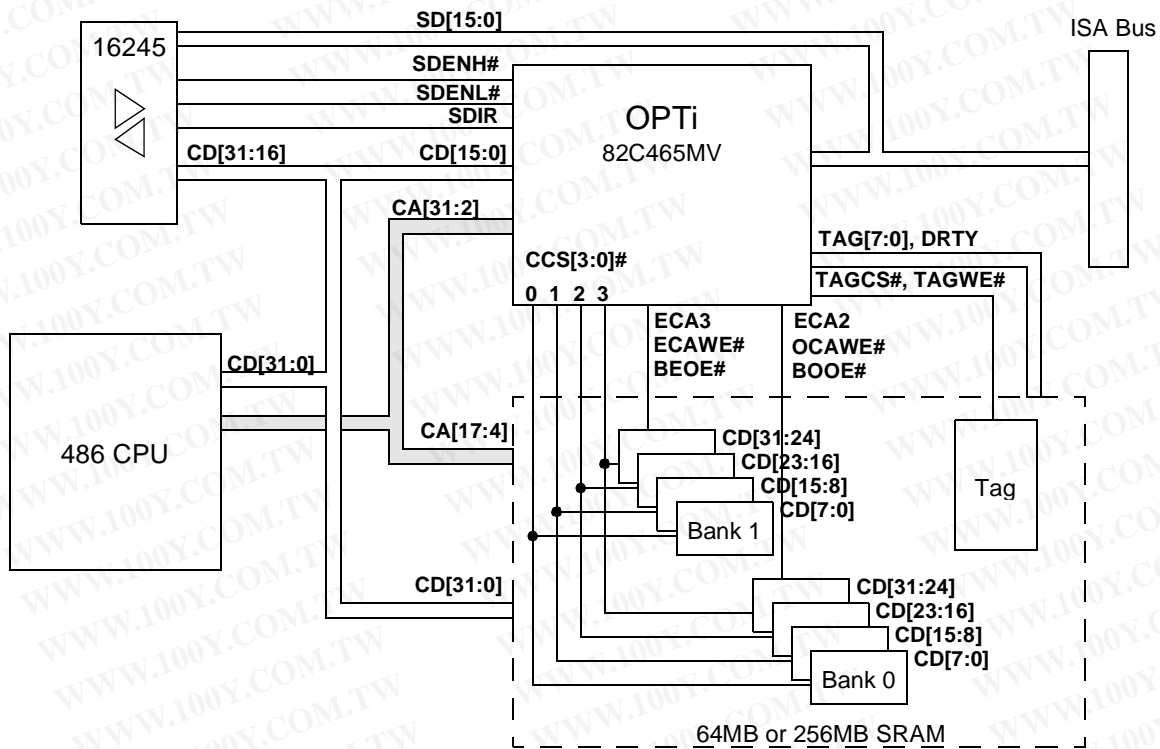 SD[15:0]
ISA Bus
16245
SDENH#
SDENL#
SDIR
OPTi
82C465MV
CD[31:16]
CD[15:0]
CA[31:2]
TAG[7:0], DRTY
CCS[3:0]#
TAGCS#, TAGWE#
0 1 2 3
ECA3
ECAWE#
BEOE#
ECA2
OCAWE#
BOOE#
CD[31:0]
486 CPU
CA[17:4]
CD[31:24]
CD[23:16]
CD[15:8]
CD[7:0]
Bank 1
Tag
CD[31:0]
CD[31:24]
CD[23:16]
CD[15:8]
CD[7:0]
Bank 0
64MB or 256MB SRAM
WWW.100Y.COM.TW